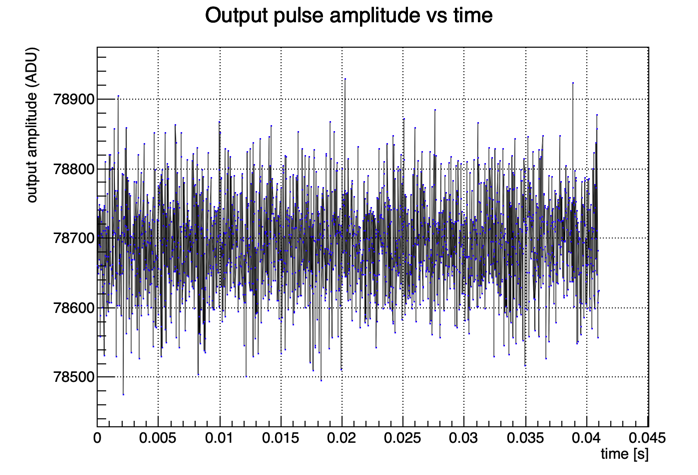 Output pulse amplitude vs time
output amplitude (ADU)
78900
78800
78700
78600
78500
0 0.005 0.01 0.015 0.02 0.025 0.03 0.035 0.04 0.045
time [s]